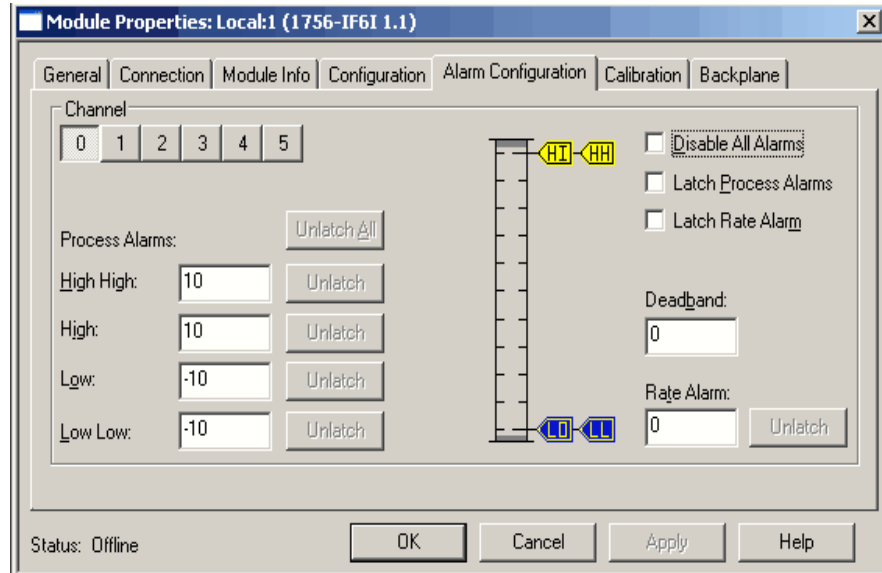 Module Properties: Local:1 (1756-IF6I 1.1)
General Connection Module Info Configuration Alarm Configuration Calibration Backplane
Channel
0 1 2 3 4 5
HI HH
Disable All Alarms
Latch Process Alarms
Latch Rate Alarm
Process Alarms: Unlatch All
High High: 10 Unlatch
High: 10 Unlatch
Low: -10 Unlatch
Low Low: -10 Unlatch
LO LL
Deadband:
0
Rate Alarm:
0 Unlatch
Status: Offline OK Cancel Apply Help